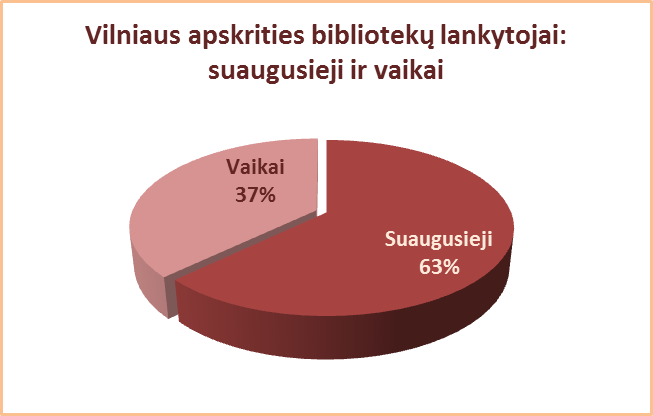 Vilniaus apskrities bibliotekų lankytojai:
suaugusieji ir vaikai
Vaikai
37%
Suaugusieji
63%